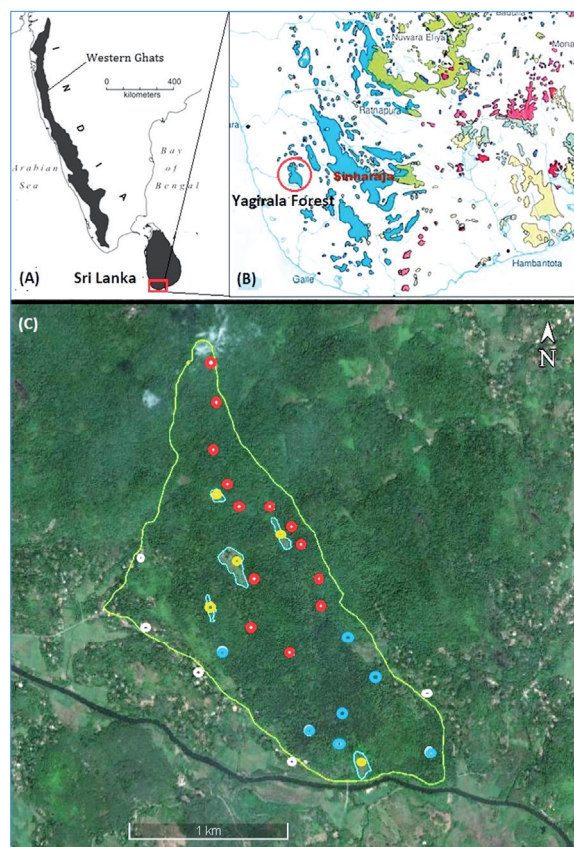 Western Ghats
0
400
kilometers
I N D I A
Arabian
Sea
Bay
of
Bengal
(A)
Sri Lanka
Nuwara Eliya
Ratnapura
Sinharaja
Yagirala Forest
Galle
Hambantota
(B)
(C)
N
1 km